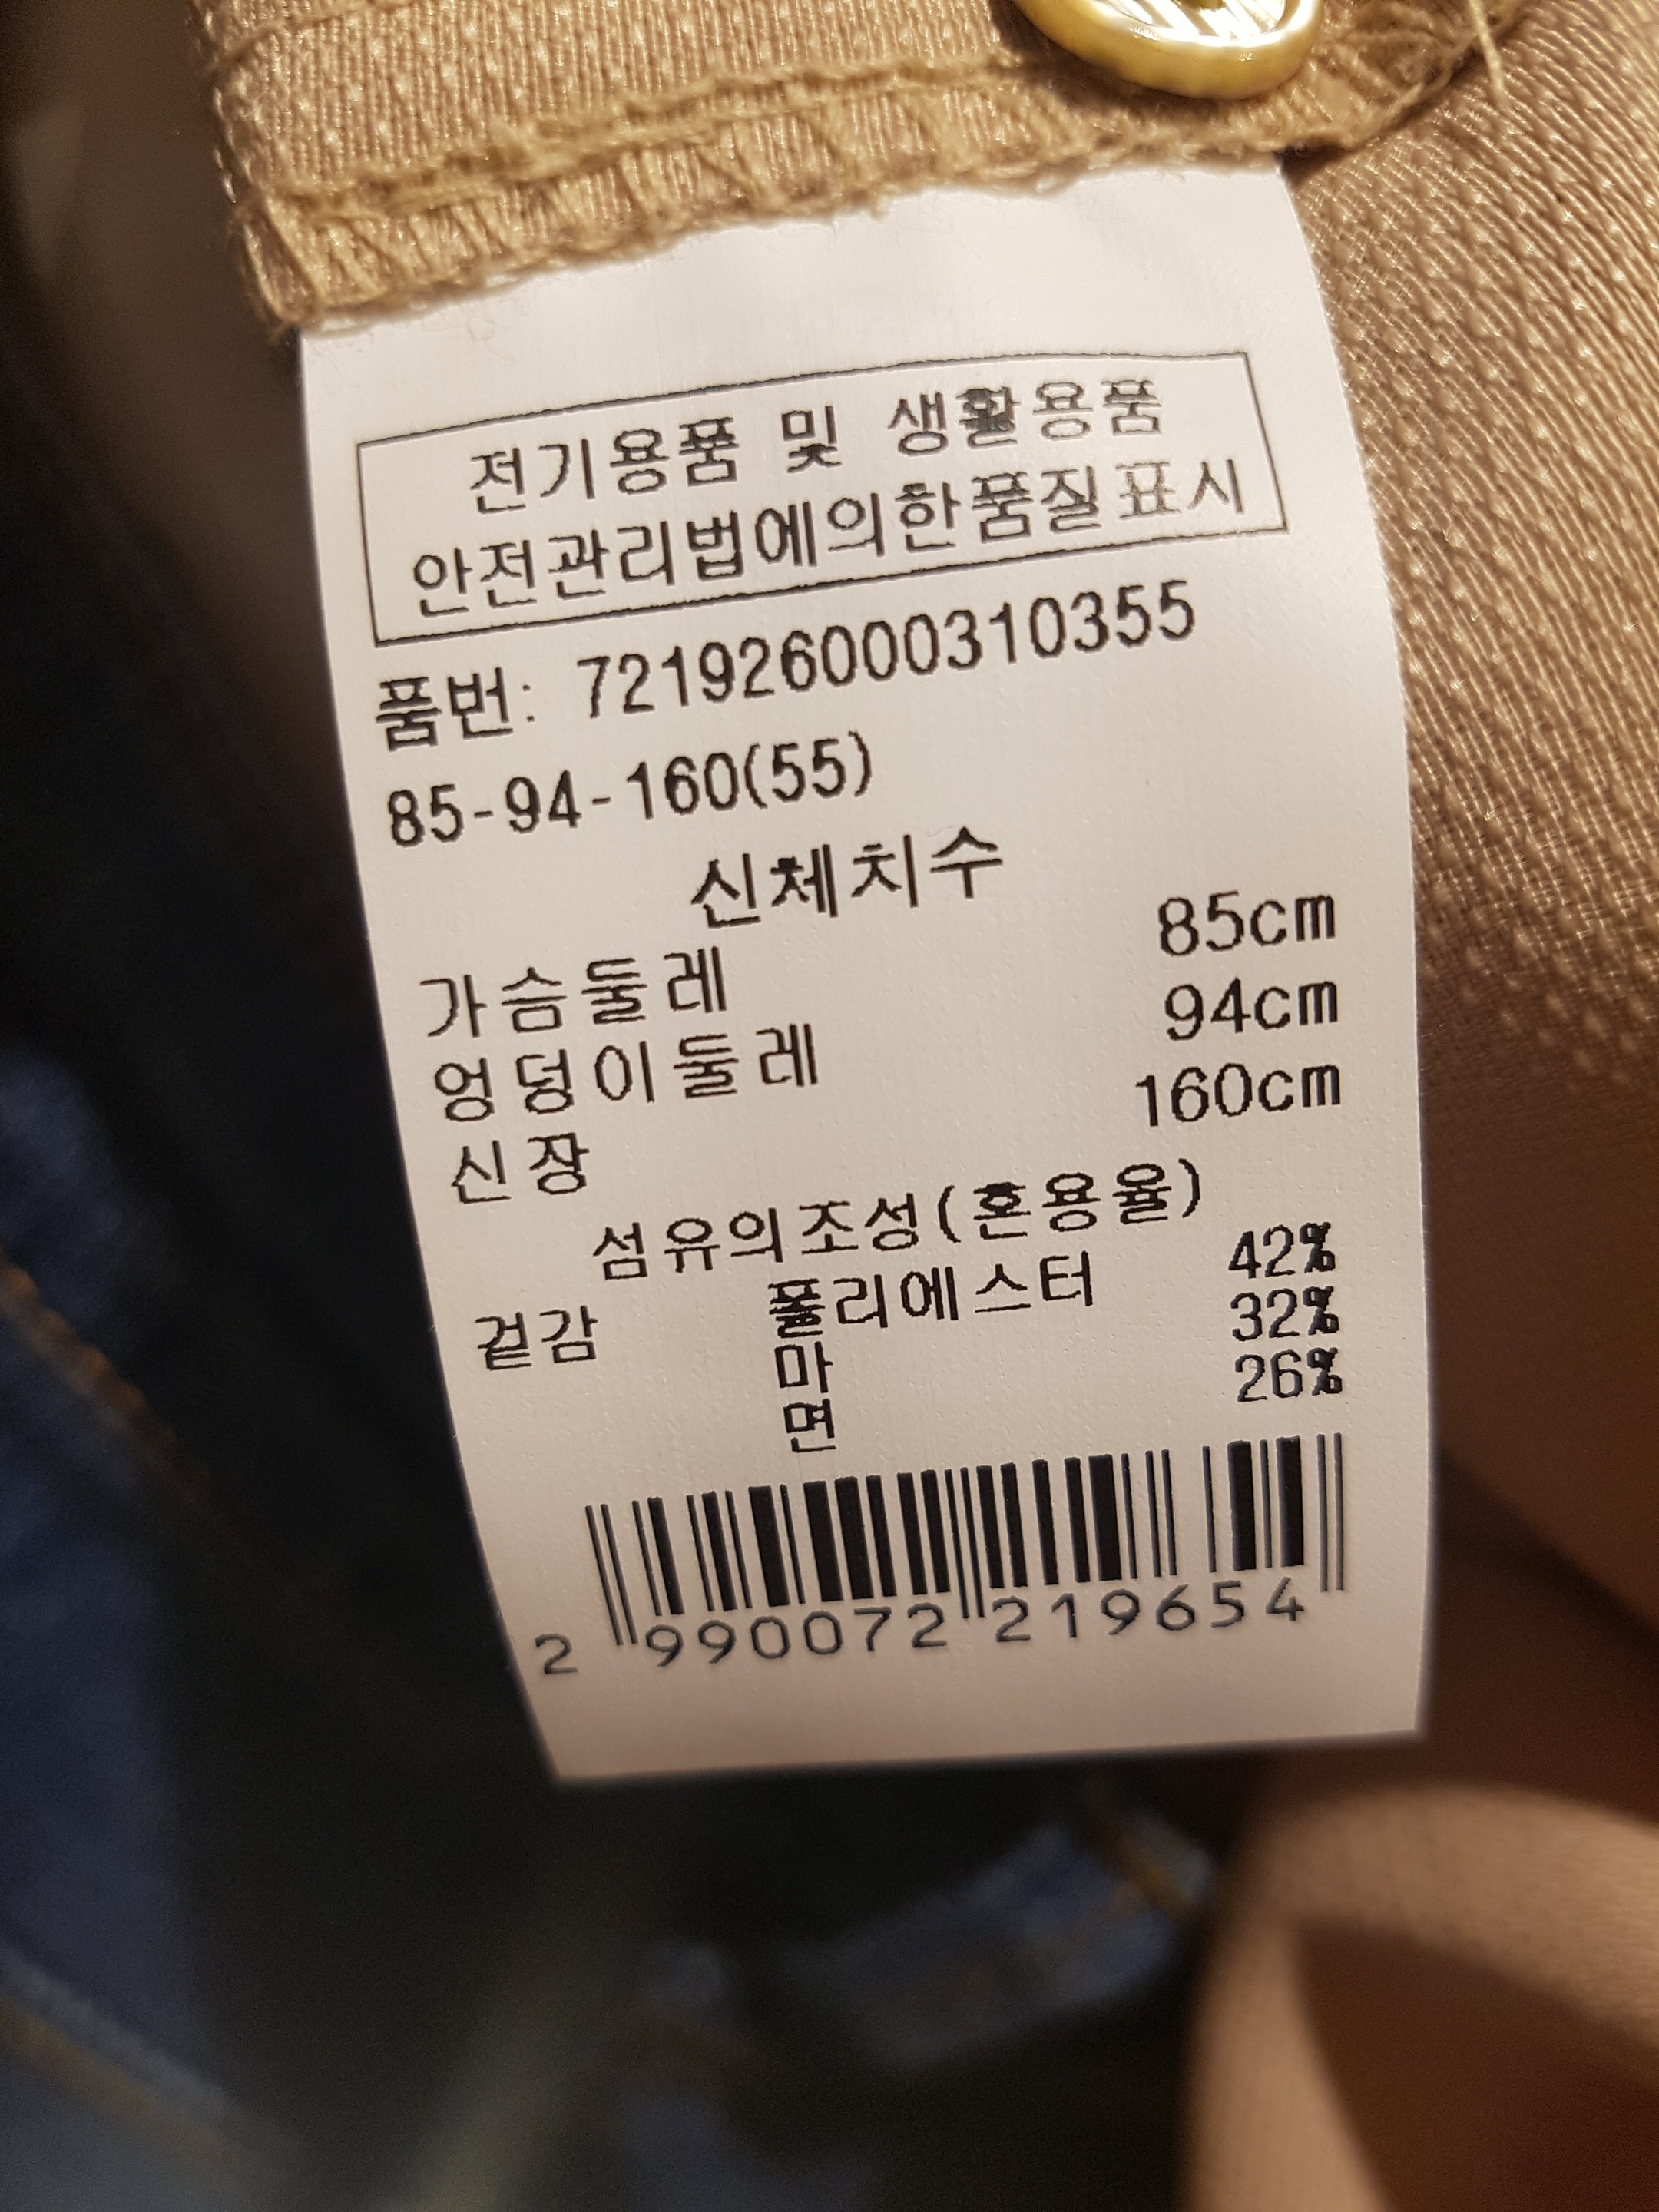 전기용품 및 생활용품
안전관리법에의한품질표시
품번: 721926000310355
85-94-160(55)
신체치수
가슴둘레 85cm
엉덩이둘레 94cm
신장 160cm
섬유의조성(혼용율)
겉감 폴리에스터 42%
마 32%
면 26%
2 990072 219654